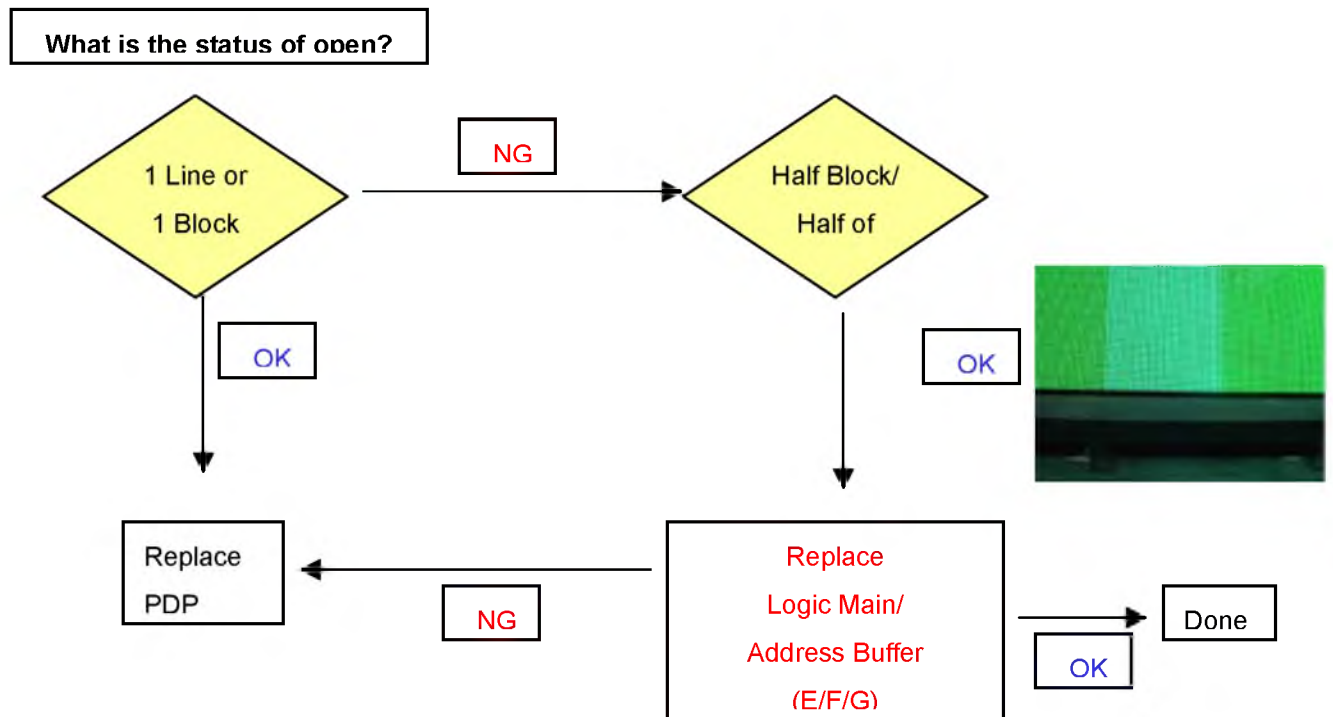 What is the status of open?
1 Line or
1 Block
NG
Half Block/
Half of
OK
OK
Replace
PDP
NG
Replace
Logic Main/
Address Buffer
(E/F/G)
OK
Done